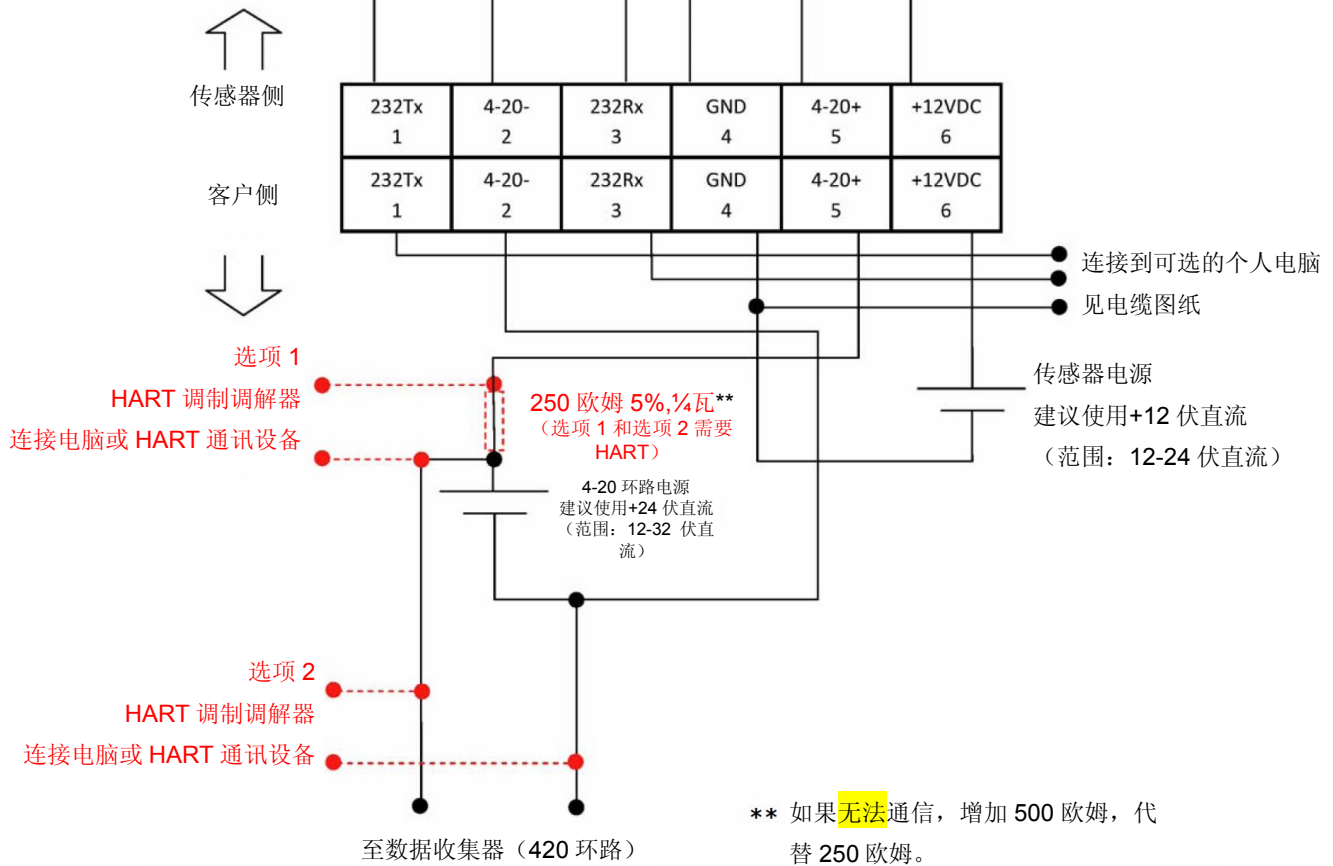 传感器侧
232Tx 4-20- 232Rx GND 4-20+ +12VDC
1 2 3 4 5 6
客户侧
232Tx 4-20- 232Rx GND 4-20+ +12VDC
1 2 3 4 5 6
连接到可选的个人电脑
见电缆图纸
选项 1
HART 调制调解器
连接电脑或 HART 通讯设备
250 欧姆 5%,¼瓦**
（选项 1 和选项 2 需要
HART）
4-20 环路电源
建议使用+24 伏直流
（范围：12-32 伏直
流）
传感器电源
建议使用+12 伏直流
（范围：12-24 伏直流）
选项 2
HART 调制调解器
连接电脑或 HART 通讯设备
至数据收集器（420 环路）
** 如果无法通信，增加 500 欧姆，代
替 250 欧姆。